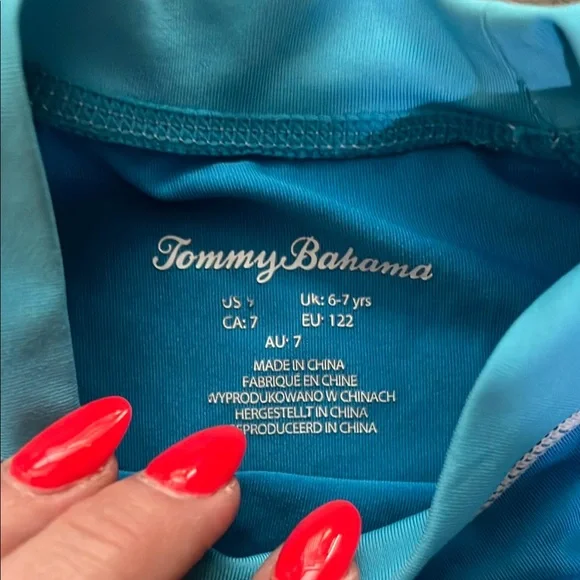 Tommy Bahama
US UK: 6-7 yrs
CA: 7 EU: 122
AU: 7
MADE IN CHINA
FABRIQUÉ EN CHINE
WYPRODUKOWANO W CHINACH
HERGESTELLT IN CHINA
EPRODUCEERD IN CHINA